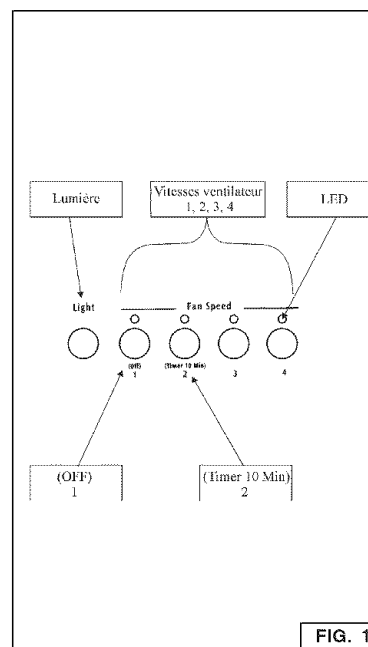 Lumière
Vitesses ventilateur
1, 2, 3, 4
LED
Light
Fan Speed
(Off)
1
(Timer 10 Min)
2
3
4
(OFF)
1
(Timer 10 Min)
2
FIG. 1